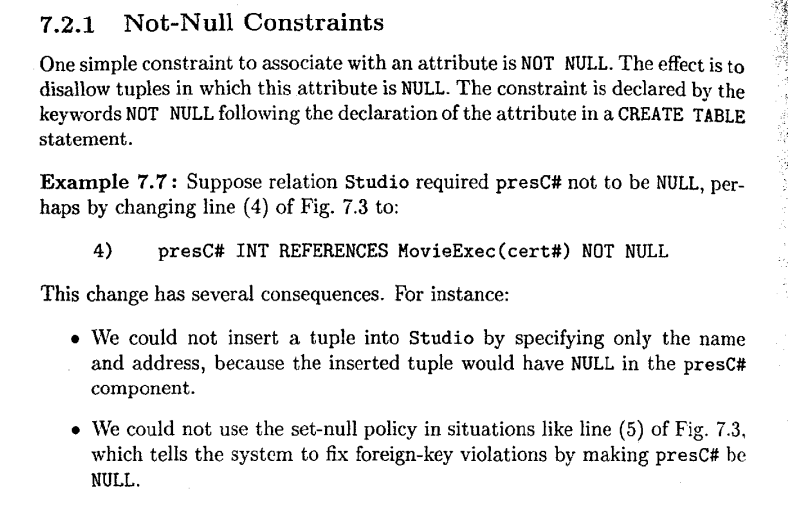 7.2.1 Not-Null Constraints
One simple constraint to associate with an attribute is NOT NULL. The effect is to
disallow tuples in which this attribute is NULL. The constraint is declared by the
keywords NOT NULL following the declaration of the attribute in a CREATE TABLE
statement.
Example 7.7: Suppose relation Studio required presC# not to be NULL, per-
haps by changing line (4) of Fig. 7.3 to:
4) presC# INT REFERENCES MovieExec(cert#) NOT NULL
This change has several consequences. For instance:
• We could not insert a tuple into Studio by specifying only the name
and address, because the inserted tuple would have NULL in the presC#
component.
• We could not use the set-null policy in situations like line (5) of Fig. 7.3,
which tells the system to fix foreign-key violations by making presC# be
NULL.